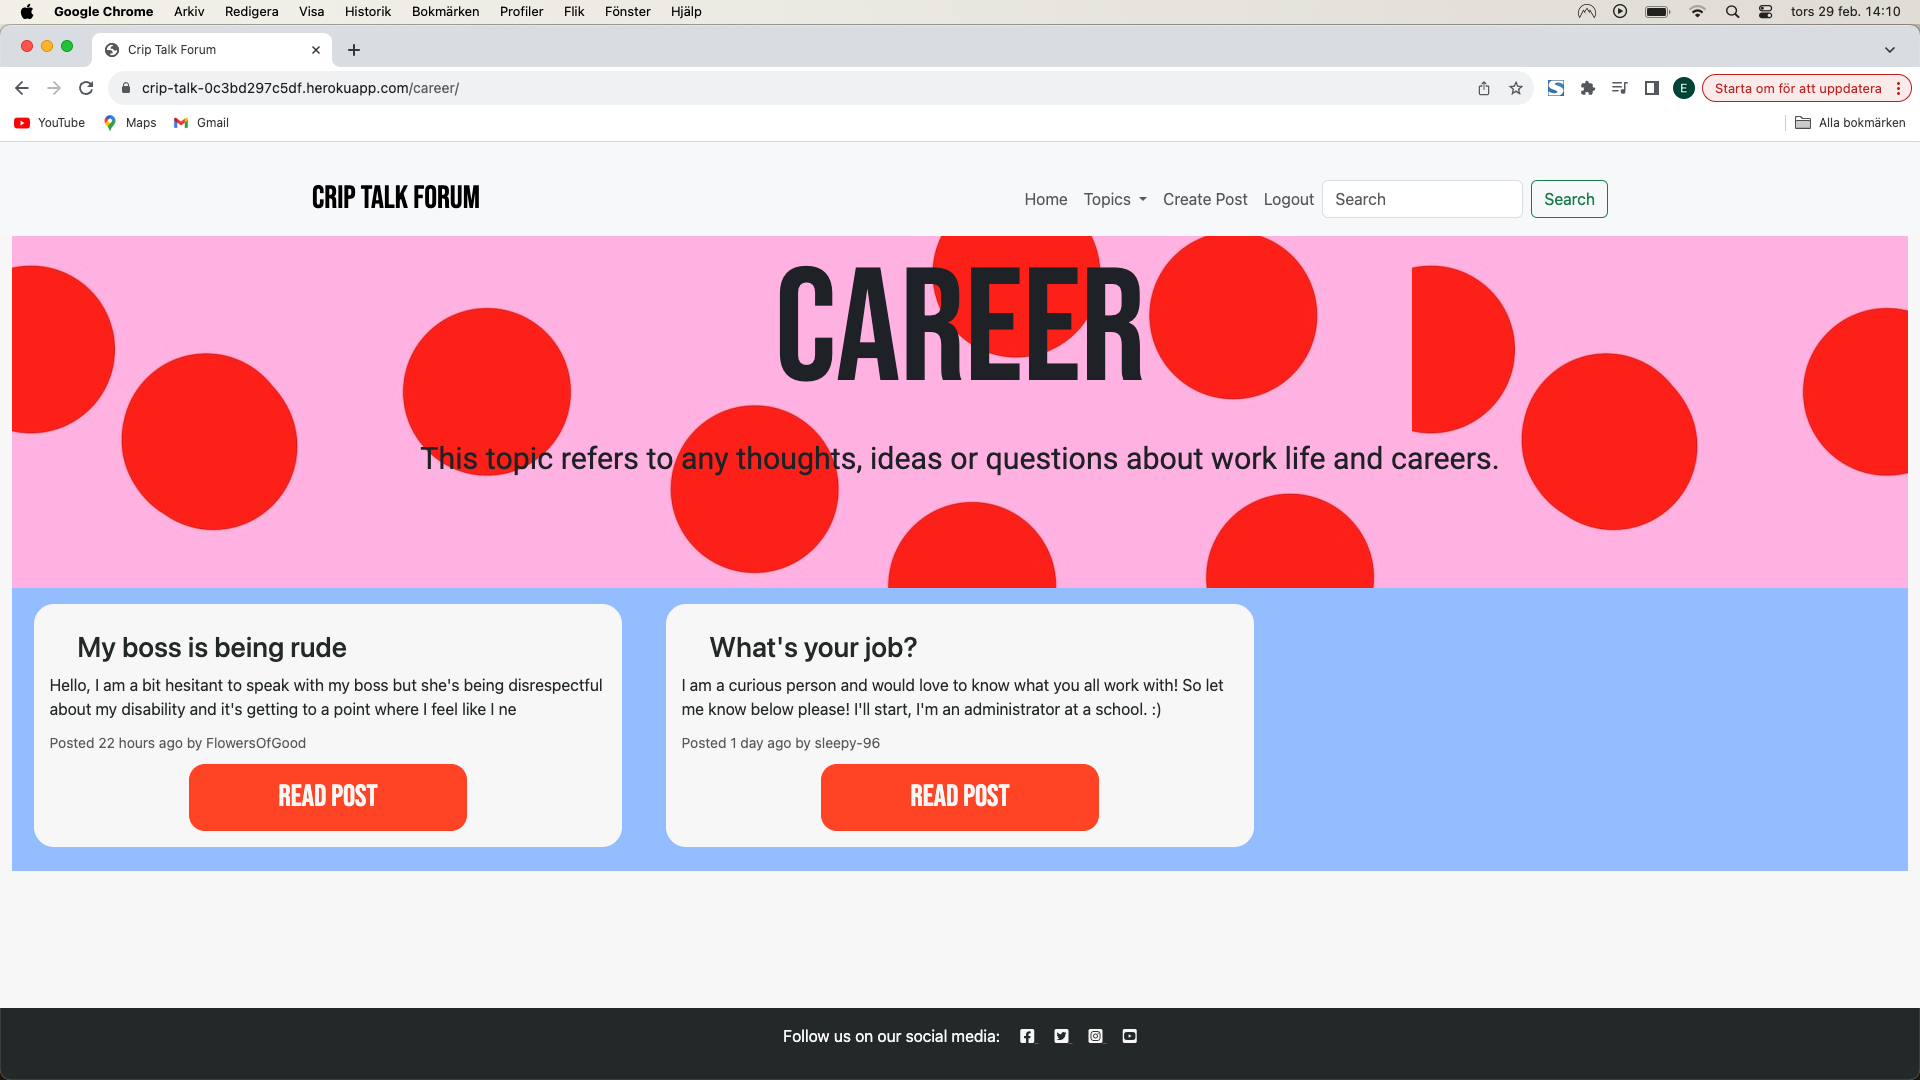 Google Chrome Arkiv Redigera Visa Historik Bokmärken Profiler Flik Fönster Hjälp tors 29 feb. 14:10
Crip Talk Forum
crip-talk-0c3bd297c5df.herokuapp.com/career/ E Starta om för att uppdatera
YouTube Maps Gmail Alla bokmärken
CRIP TALK FORUM Home Topics Create Post Logout Search Search
CAREER
This topic refers to any thoughts, ideas or questions about work life and careers.
My boss is being rude
Hello, I am a bit hesitant to speak with my boss but she's being disrespectful
about my disability and it's getting to a point where I feel like I ne
Posted 22 hours ago by FlowersOfGood
READ POST
What's your job?
I am a curious person and would love to know what you all work with! So let
me know below please! I'll start, I'm an administrator at a school. :)
Posted 1 day ago by sleepy-96
READ POST
Follow us on our social media: